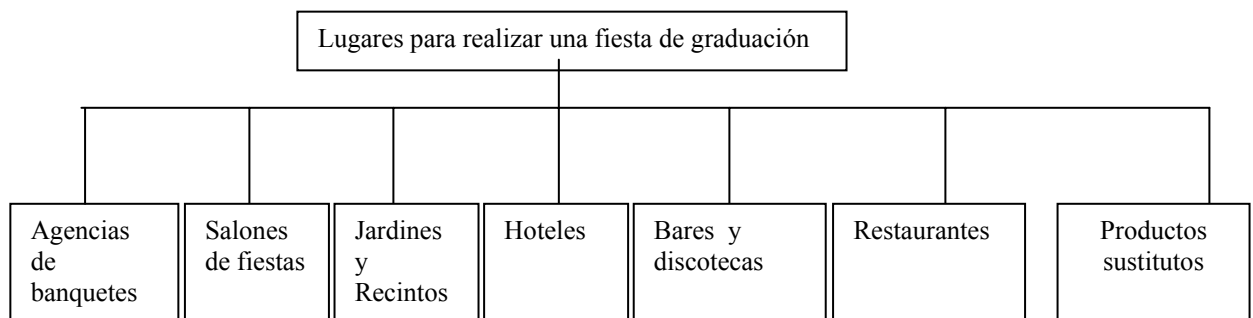 Lugares para realizar una fiesta de graduación
Agencias
de
banquetes
Salones
de fiestas
Jardines
y
Recintos
Hoteles
Bares y
discotecas
Restaurantes
Productos
sustitutos